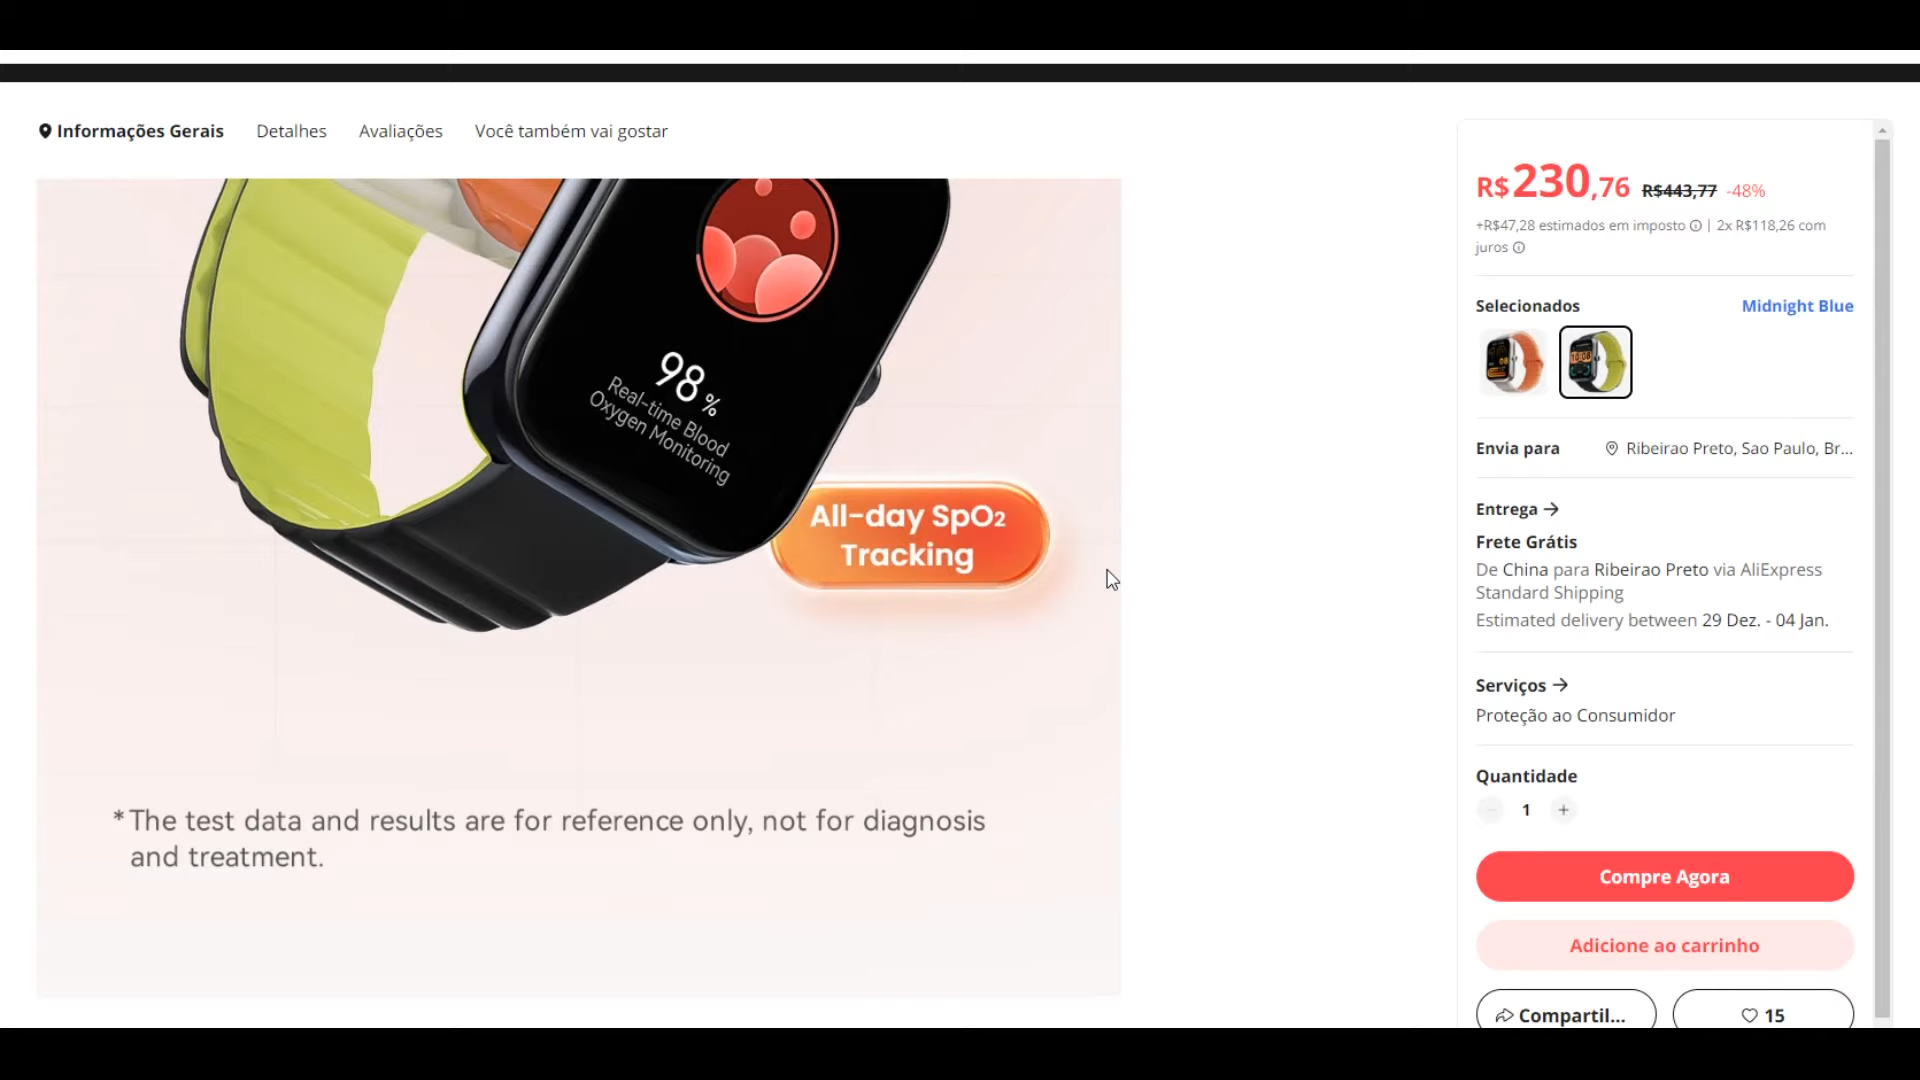 Informações Gerais
Detalhes
Avaliações
Você também vai gostar
98 %
Real-time Blood
Oxygen Monitoring
All-day SpO2
Tracking
*The test data and results are for reference only, not for diagnosis
and treatment.
R$230,76 R$443,77 -48%
+R$47,28 estimados em imposto | 2x R$118,26 com
juros
Selecionados Midnight Blue
Envia para Ribeirao Preto, Sao Paulo, Br...
Entrega
Frete Grátis
De China para Ribeirao Preto via AliExpress
Standard Shipping
Estimated delivery between 29 Dez. - 04 Jan.
Serviços
Proteção ao Consumidor
Quantidade
- 1 +
Compre Agora
Adicione ao carrinho
Compartil...
15